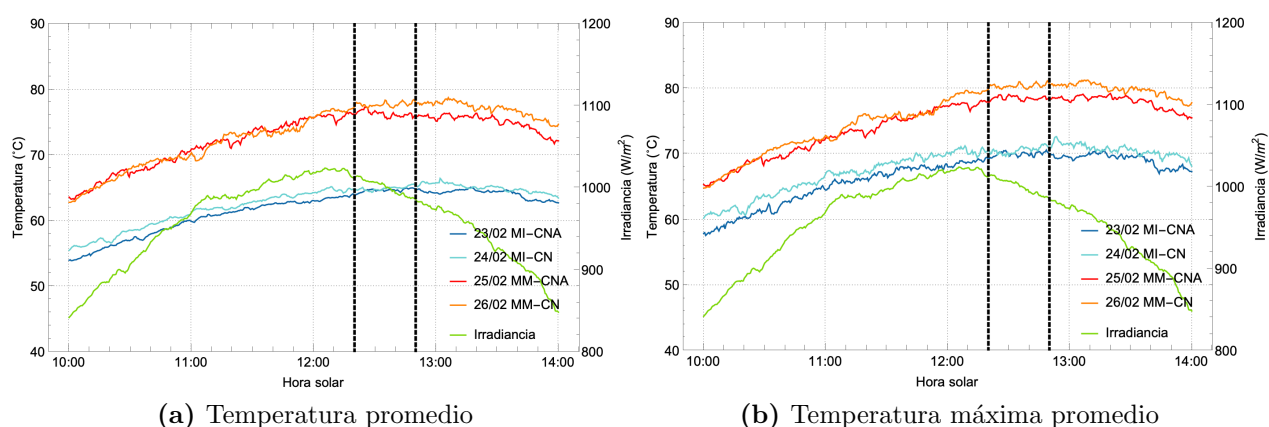 90
80
70
60
50
40
Temperatura (°C)
1200
1100
1000
900
800
Irradiancia (W/m²)
23/02 MI−CNA
24/02 MI−CN
25/02 MM−CNA
26/02 MM−CN
Irradiancia
10:00 11:00 12:00 13:00 14:00
Hora solar
(a) Temperatura promedio
90
80
70
60
50
40
Temperatura (°C)
1200
1100
1000
900
800
Irradiancia (W/m²)
23/02 MI−CNA
24/02 MI−CN
25/02 MM−CNA
26/02 MM−CN
Irradiancia
10:00 11:00 12:00 13:00 14:00
Hora solar
(b) Temperatura máxima promedio